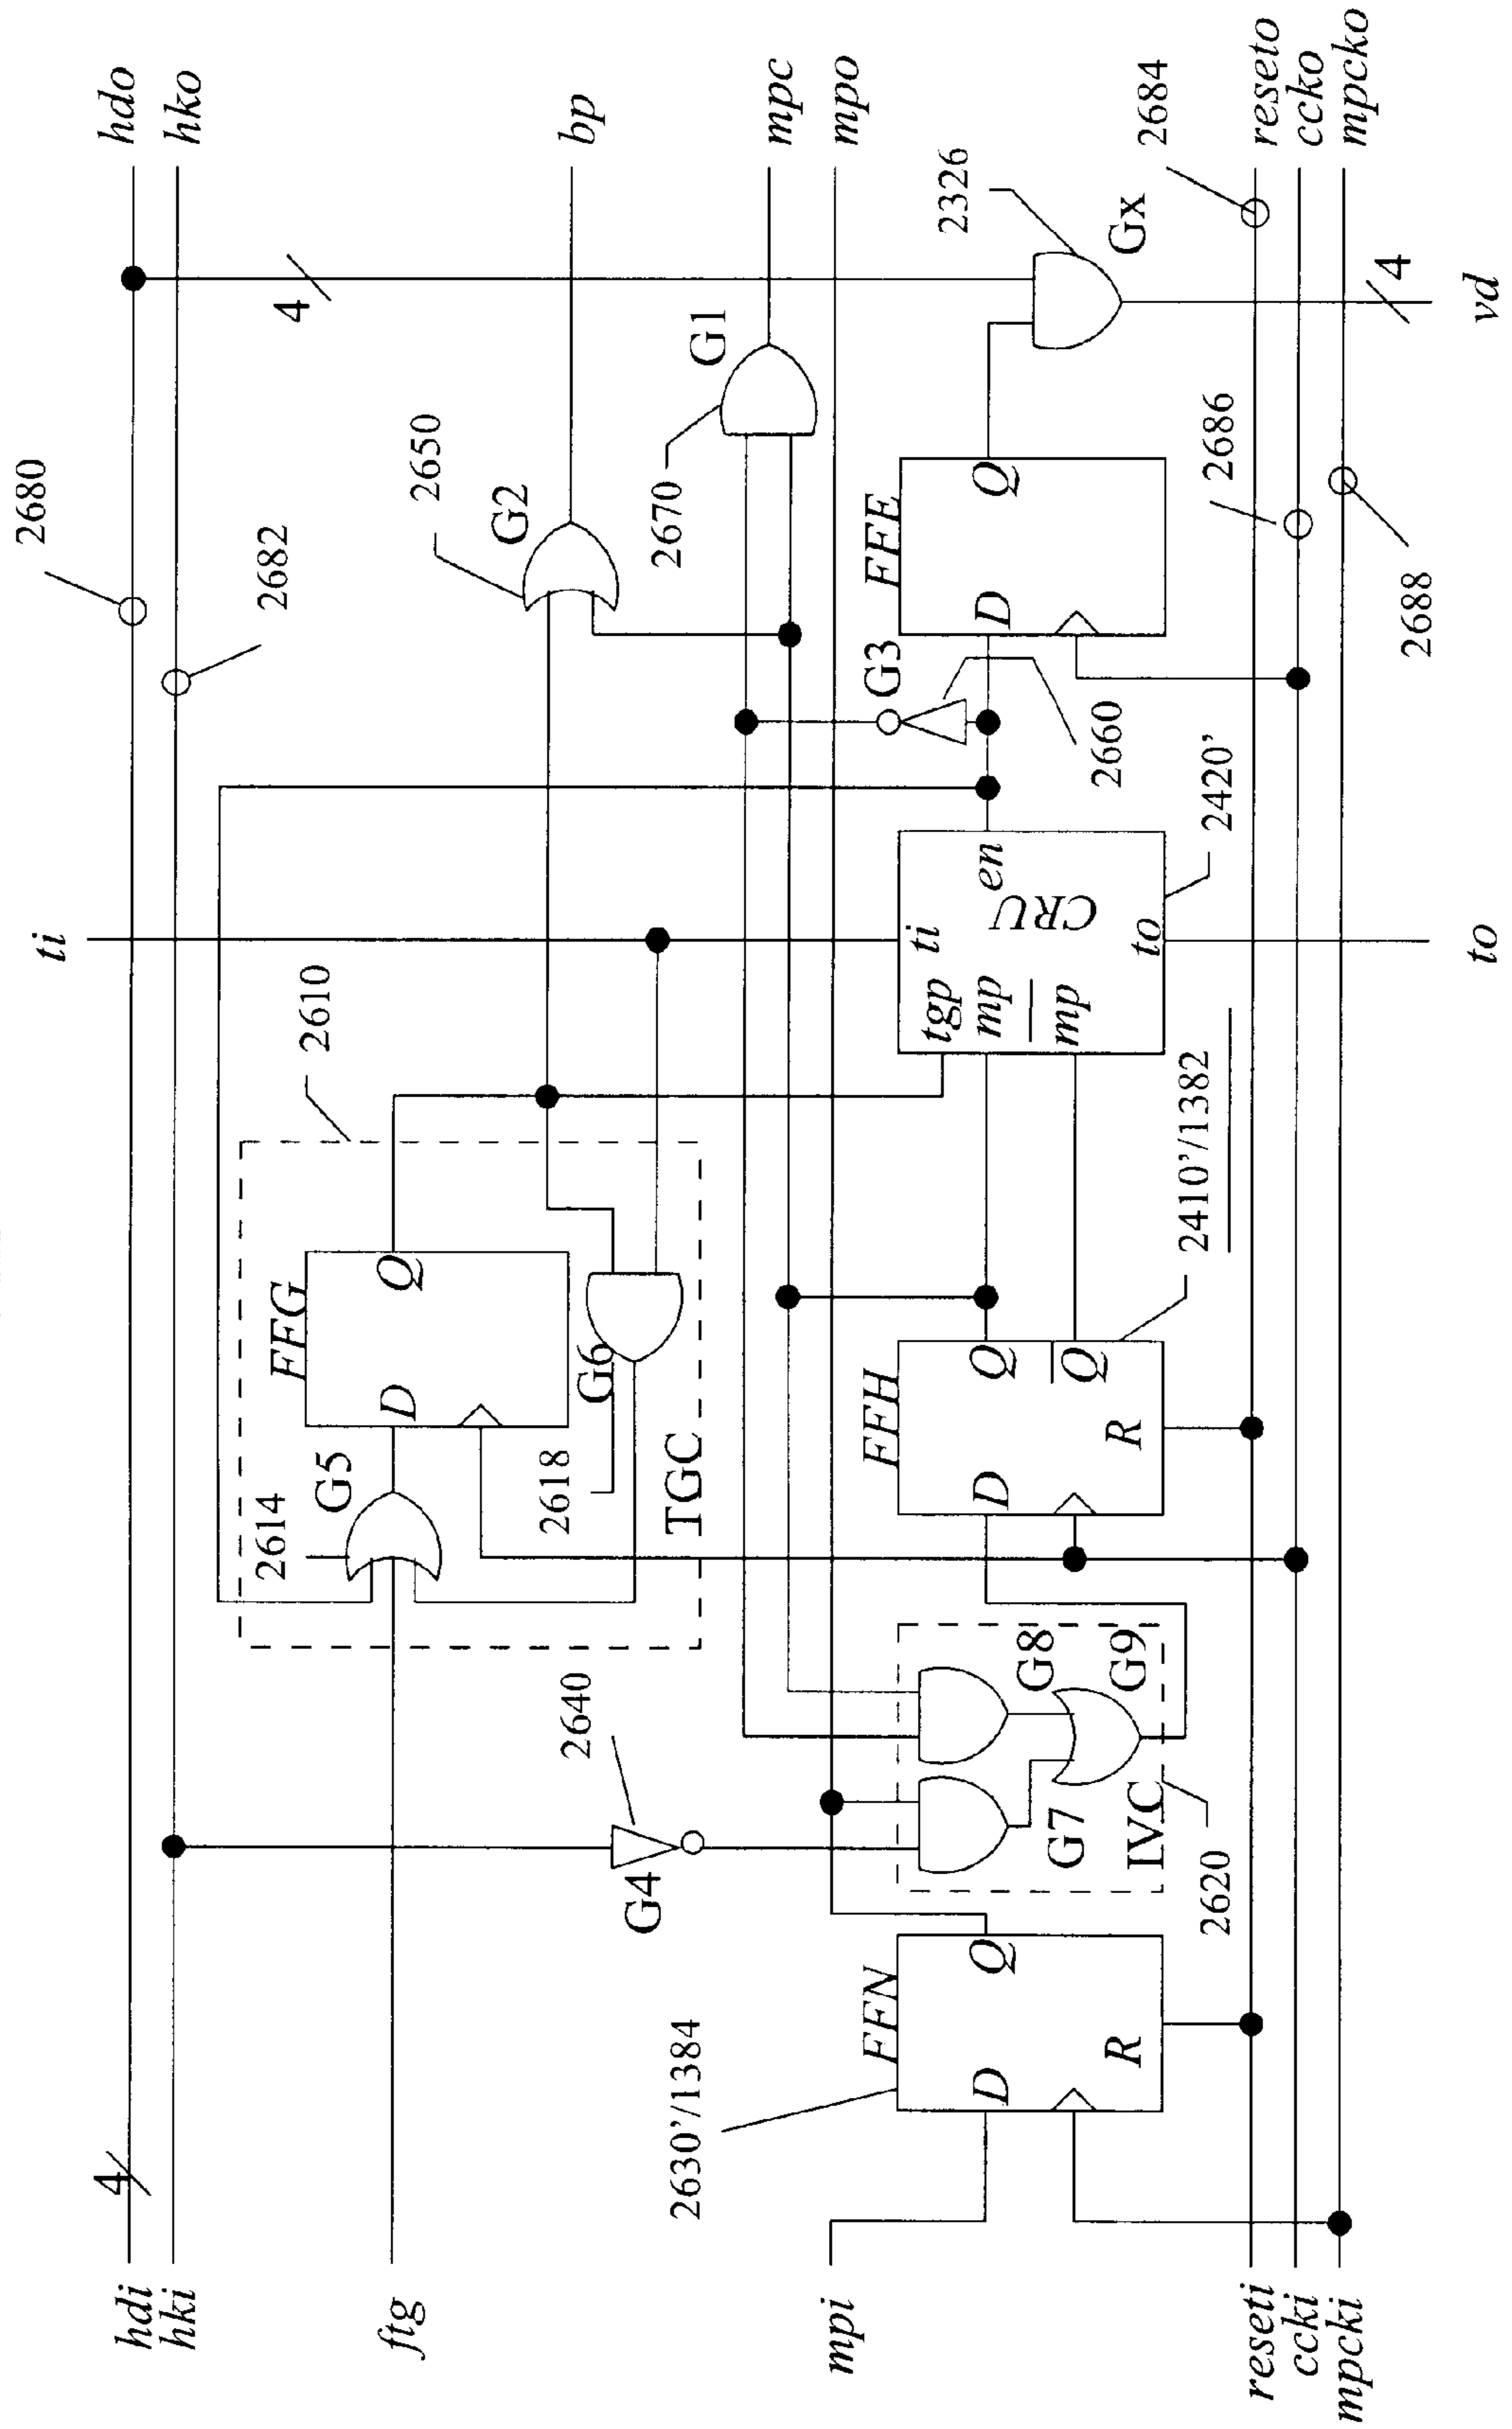 hdo
hko
bp
mpc
mpo
reseto
ccko
mpcko
2684
2326
Gx
4
4
vd
G1
2670
2650
G2
2680
2682
2686
2688
FFE
D
Q
G3
2660
2420'
ti
ti
tgp
mp
mp
en
CRU
to
to
2610
FFG
D
Q
G5
2614
G6
2618
TGC
2410'/1382
FFH
D
Q
Q
R
2640
G4
G8
G9
G7
IVC
2620
FFN
D
Q
R
2630'/1384
4
hdi
hki
ftg
mpi
reseti
ccki
mpcki